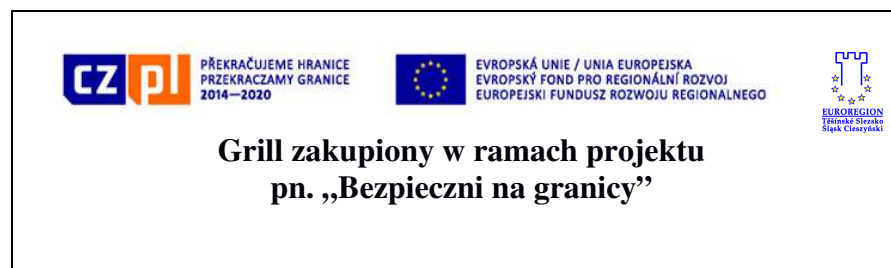 CZ pl
PŘEKRAČUJEME HRANICE
PRZEKRACZAMY GRANICE
2014—2020
EVROPSKÁ UNIE / UNIA EUROPEJSKA
EVROPSKÝ FOND PRO REGIONÁLNÍ ROZVOJ
EUROPEJSKI FUNDUSZ ROZWOJU REGIONALNEGO
EUROREGION
Těšínské Slezsko
Śląsk Cieszyński
Grill zakupiony w ramach projektu
pn. „Bezpieczni na granicy”